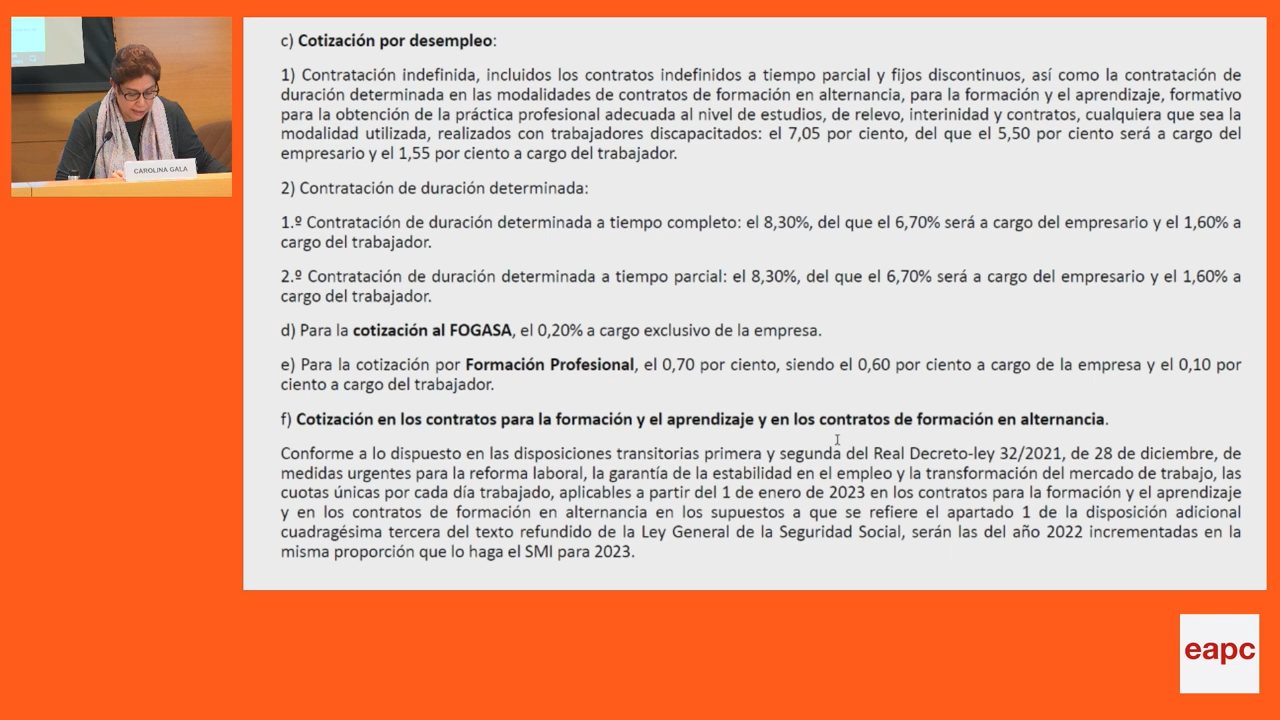 CAROLINA GALA
c) Cotización por desempleo:
1) Contratación indefinida, incluidos los contratos indefinidos a tiempo parcial y fijos discontinuos, así como la contratación de
duración determinada en las modalidades de contratos de formación en alternancia, para la formación y el aprendizaje, formativo
para la obtención de la práctica profesional adecuada al nivel de estudios, de relevo, interinidad y contratos, cualquiera que sea la
modalidad utilizada, realizados con trabajadores discapacitados: el 7,05 por ciento, del que el 5,50 por ciento será a cargo del
empresario y el 1,55 por ciento a cargo del trabajador.
2) Contratación de duración determinada:
1.º Contratación de duración determinada a tiempo completo: el 8,30%, del que el 6,70% será a cargo del empresario y el 1,60% a
cargo del trabajador.
2.º Contratación de duración determinada a tiempo parcial: el 8,30%, del que el 6,70% será a cargo del empresario y el 1,60% a
cargo del trabajador.
d) Para la cotización al FOGASA, el 0,20% a cargo exclusivo de la empresa.
e) Para la cotización por Formación Profesional, el 0,70 por ciento, siendo el 0,60 por ciento a cargo de la empresa y el 0,10 por
ciento a cargo del trabajador.
f) Cotización en los contratos para la formación y el aprendizaje y en los contratos de formación en alternancia.
Conforme a lo dispuesto en las disposiciones transitorias primera y segunda del Real Decreto-ley 32/2021, de 28 de diciembre, de
medidas urgentes para la reforma laboral, la garantía de la estabilidad en el empleo y la transformación del mercado de trabajo, las
cuotas únicas por cada día trabajado, aplicables a partir del 1 de enero de 2023 en los contratos para la formación y el aprendizaje
y en los contratos de formación en alternancia en los supuestos a que se refiere el apartado 1 de la disposición adicional
cuadragésima tercera del texto refundido de la Ley General de la Seguridad Social, serán las del año 2022 incrementadas en la
misma proporción que lo haga el SMI para 2023.
eapc